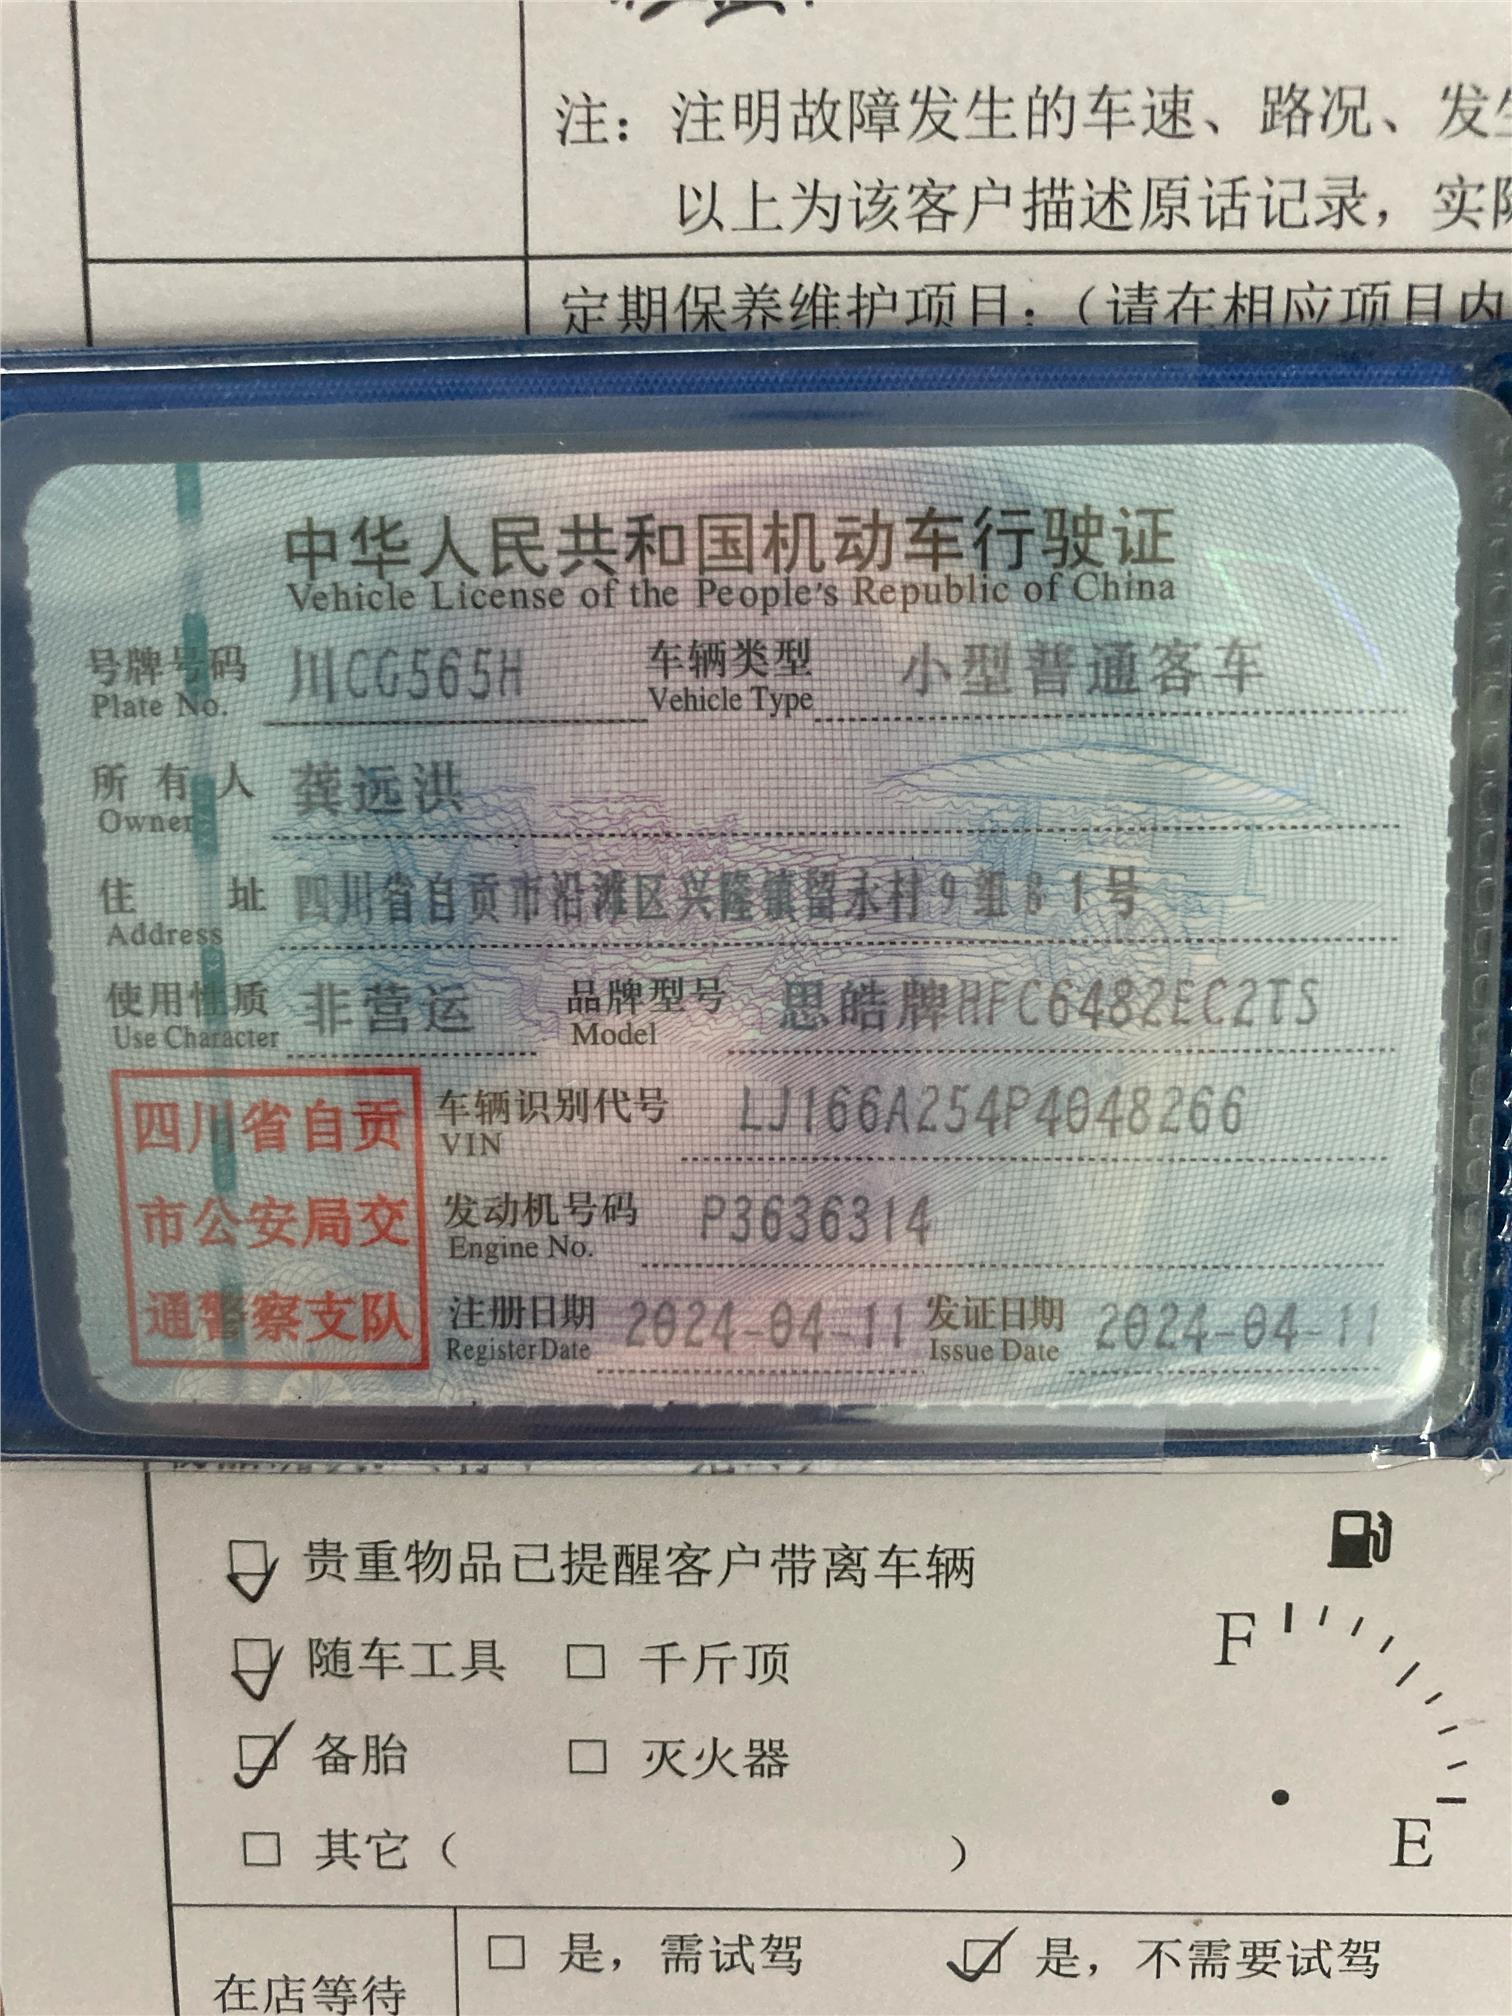 注：注明故障发生的车速、路况、发生
以上为该客户描述原话记录，实际
定期保养维护项目：（请在相应项目内
中华人民共和国机动车行驶证
Vehicle License of the People's Republic of China
号牌号码 川CG565H 车辆类型 小型普通客车
Plate No. Vehicle Type
所有人 龚远洪
Owner
住址 四川省自贡市沿滩区兴隆镇留永村9组81号
Address
使用性质 非营运 品牌型号 思皓牌HFC6482EC2TS
Use Character Model
四川省自贡
市公安局交
通警察支队
车辆识别代号 LJ166A254P4048266
VIN
发动机号码 P3636314
Engine No.
注册日期 2024-04-11 发证日期 2024-04-11
Register Date Issue Date
贵重物品已提醒客户带离车辆
随车工具 □ 千斤顶
备胎 □ 灭火器
□ 其它（ ）
F
E
在店等待
□ 是，需试驾 ☑ 是，不需要试驾